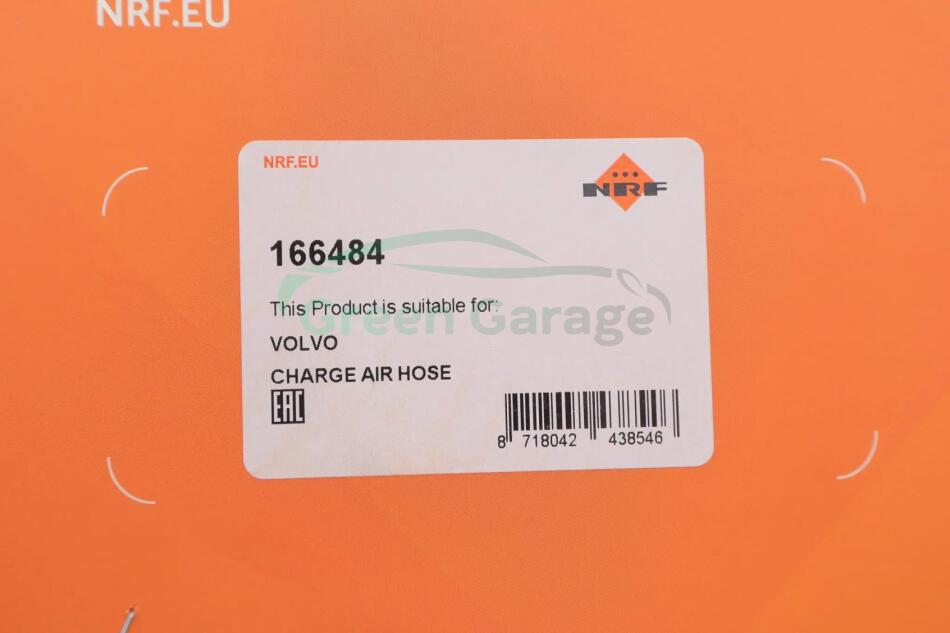 NRF.EU
NRF.EU
NRF
166484
This Product is suitable for:
Green Garage
VOLVO
CHARGE AIR HOSE
EAC
8 718042 438546